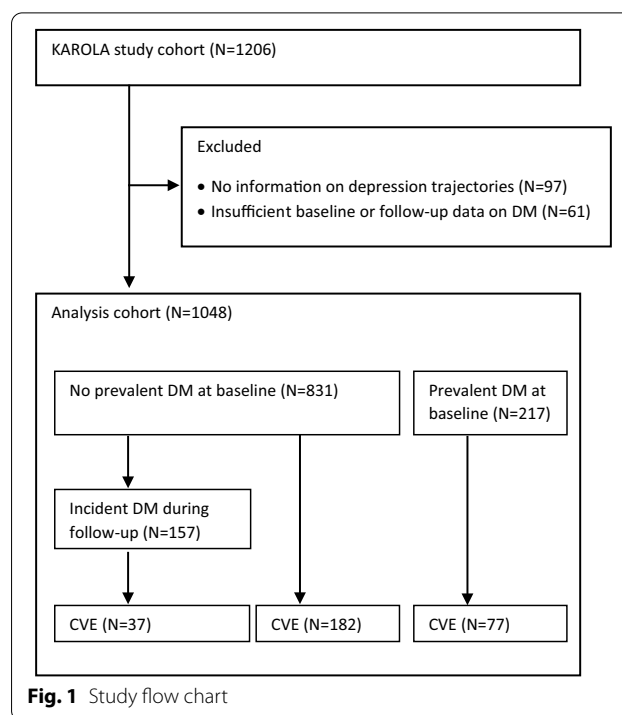 KAROLA study cohort (N=1206)
Excluded
• No information on depression trajectories (N=97)
• Insufficient baseline or follow-up data on DM (N=61)
Analysis cohort (N=1048)
No prevalent DM at baseline (N=831)
Prevalent DM at
baseline (N=217)
Incident DM during
follow-up (N=157)
CVE (N=37)
CVE (N=182)
CVE (N=77)
Fig. 1 Study flow chart